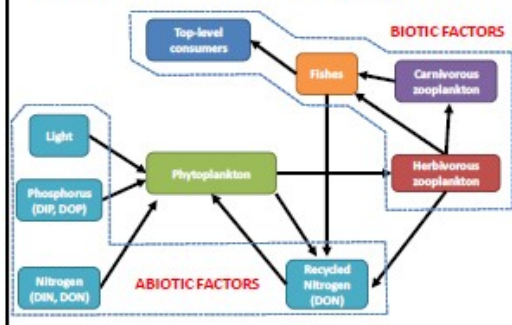 BIOTIC FACTORS
Top-level
consumers
Fishes
Carnivorous
zooplankton
Light
Phytoplankton
Herbivorous
zooplankton
Phosphorus
(DIP, DOP)
Nitrogen
(DIN, DON)
ABIOTIC FACTORS
Recycled
Nitrogen
(DON)